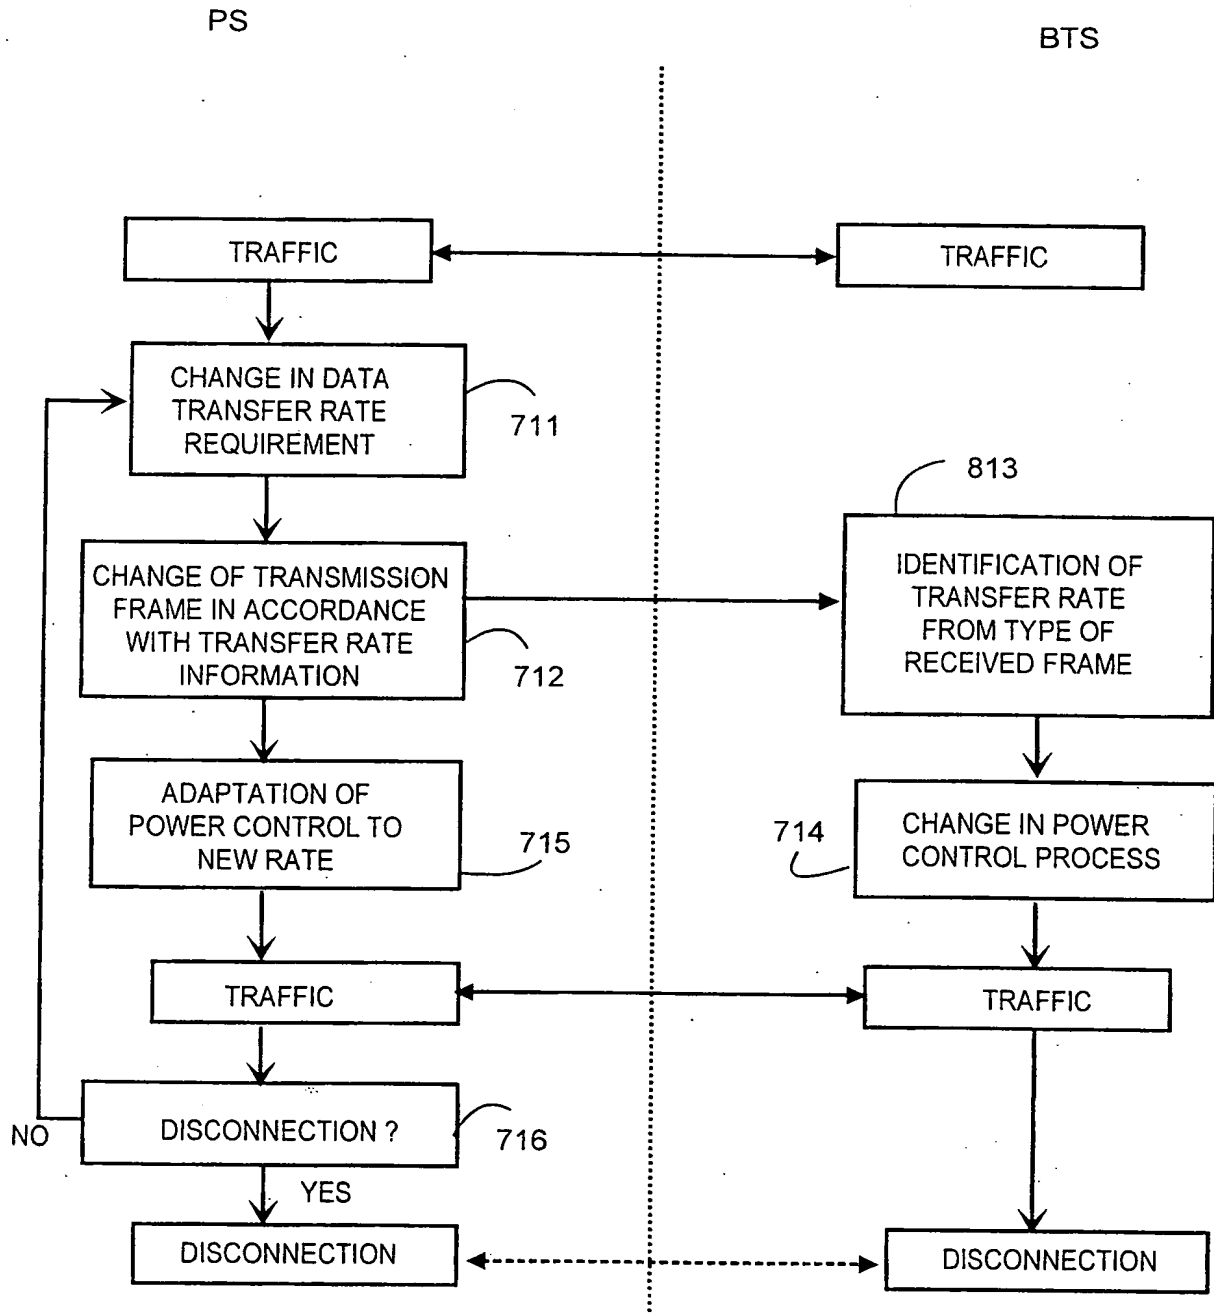 PS
BTS
TRAFFIC
TRAFFIC
CHANGE IN DATA
TRANSFER RATE
REQUIREMENT
711
813
CHANGE OF TRANSMISSION
FRAME IN ACCORDANCE
WITH TRANSFER RATE
INFORMATION
712
IDENTIFICATION OF
TRANSFER RATE
FROM TYPE OF
RECEIVED FRAME
ADAPTATION OF
POWER CONTROL TO
NEW RATE
715
714
CHANGE IN POWER
CONTROL PROCESS
TRAFFIC
TRAFFIC
NO
DISCONNECTION ?
716
YES
DISCONNECTION
DISCONNECTION